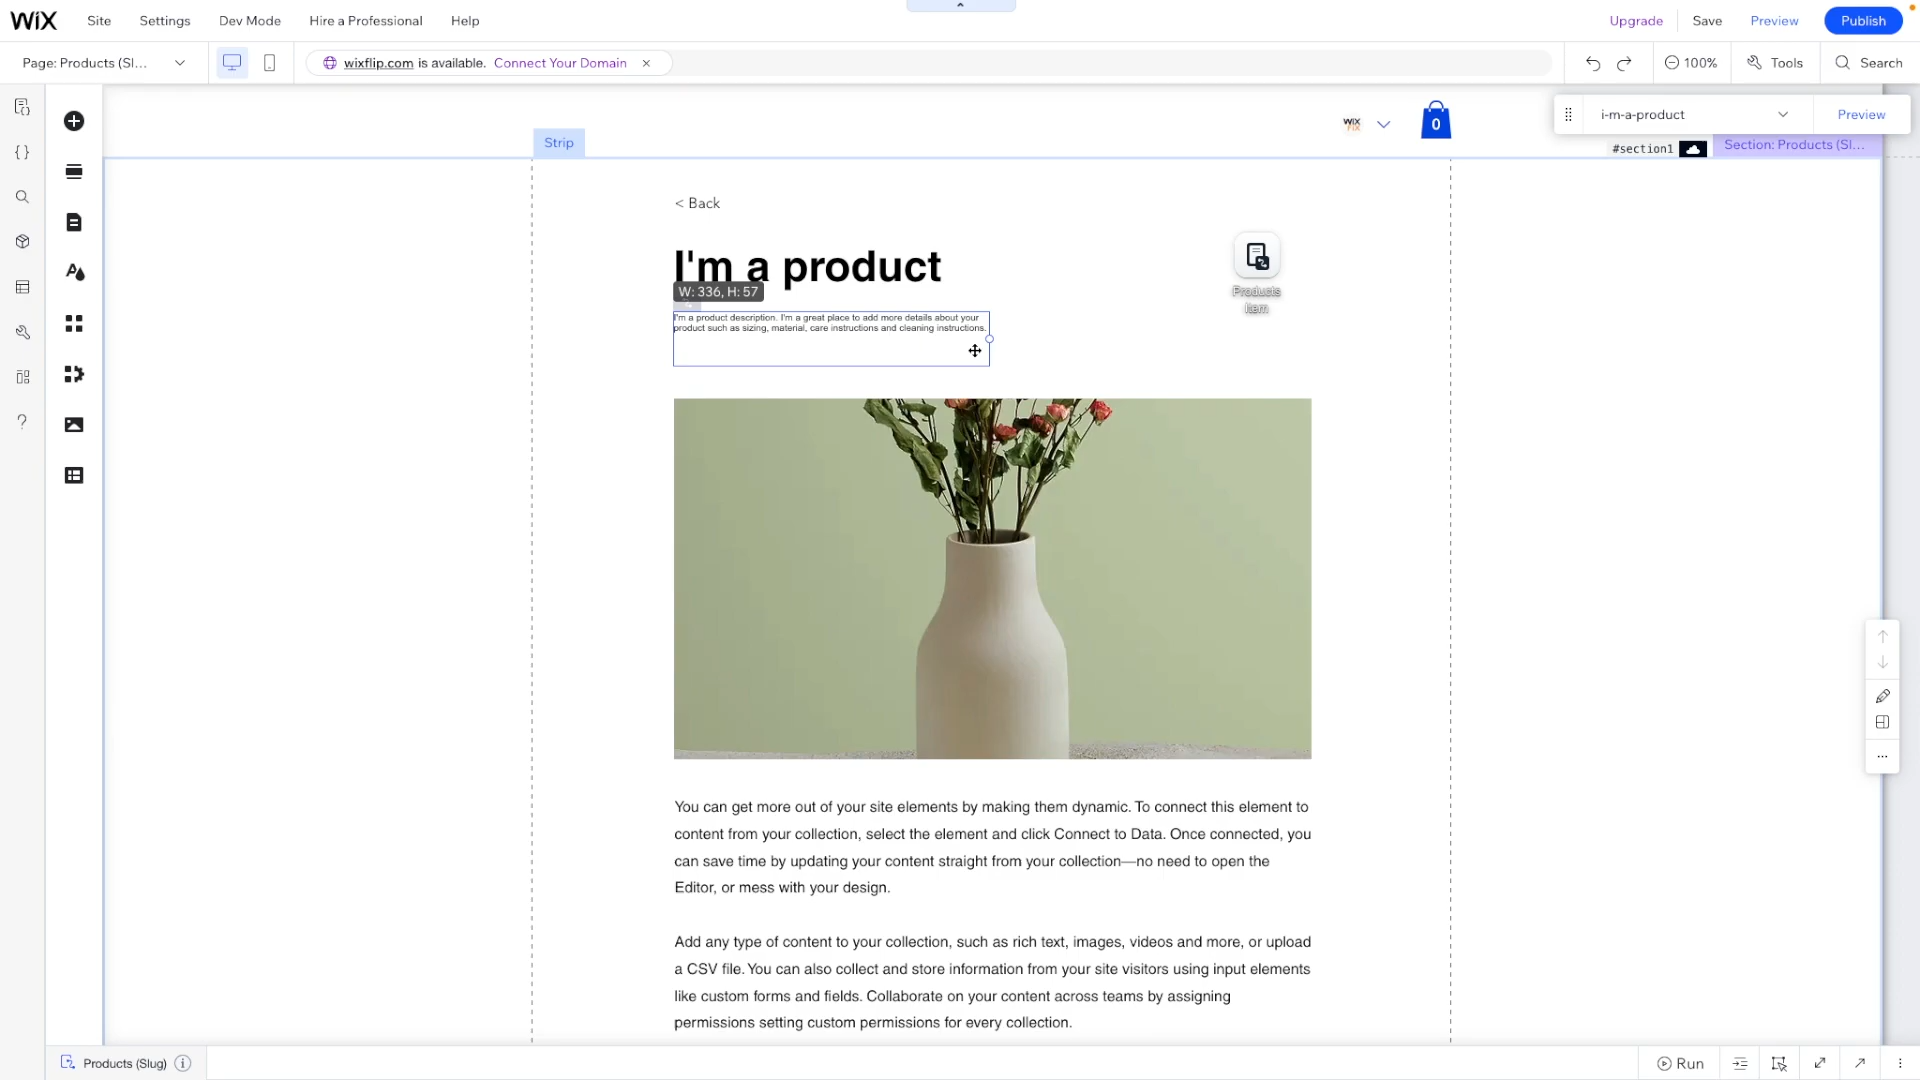 WiX
Site
Settings
Dev Mode
Hire a Professional
Help
Upgrade
Save
Preview
Publish
Page: Products (Sl...
wixflip.com is available. Connect Your Domain
100%
Tools
Search
i-m-a-product
Preview
WiX
FIX
0
Strip
#section1
Section: Products (Sl...
< Back
I'm a product
W: 336, H: 57
Products
Item
I'm a product description. I'm a great place to add more details about your
product such as sizing, material, care instructions and cleaning instructions.
You can get more out of your site elements by making them dynamic. To connect this element to
content from your collection, select the element and click Connect to Data. Once connected, you
can save time by updating your content straight from your collection—no need to open the
Editor, or mess with your design.
Add any type of content to your collection, such as rich text, images, videos and more, or upload
a CSV file. You can also collect and store information from your site visitors using input elements
like custom forms and fields. Collaborate on your content across teams by assigning
permissions setting custom permissions for every collection.
Products (Slug)
Run